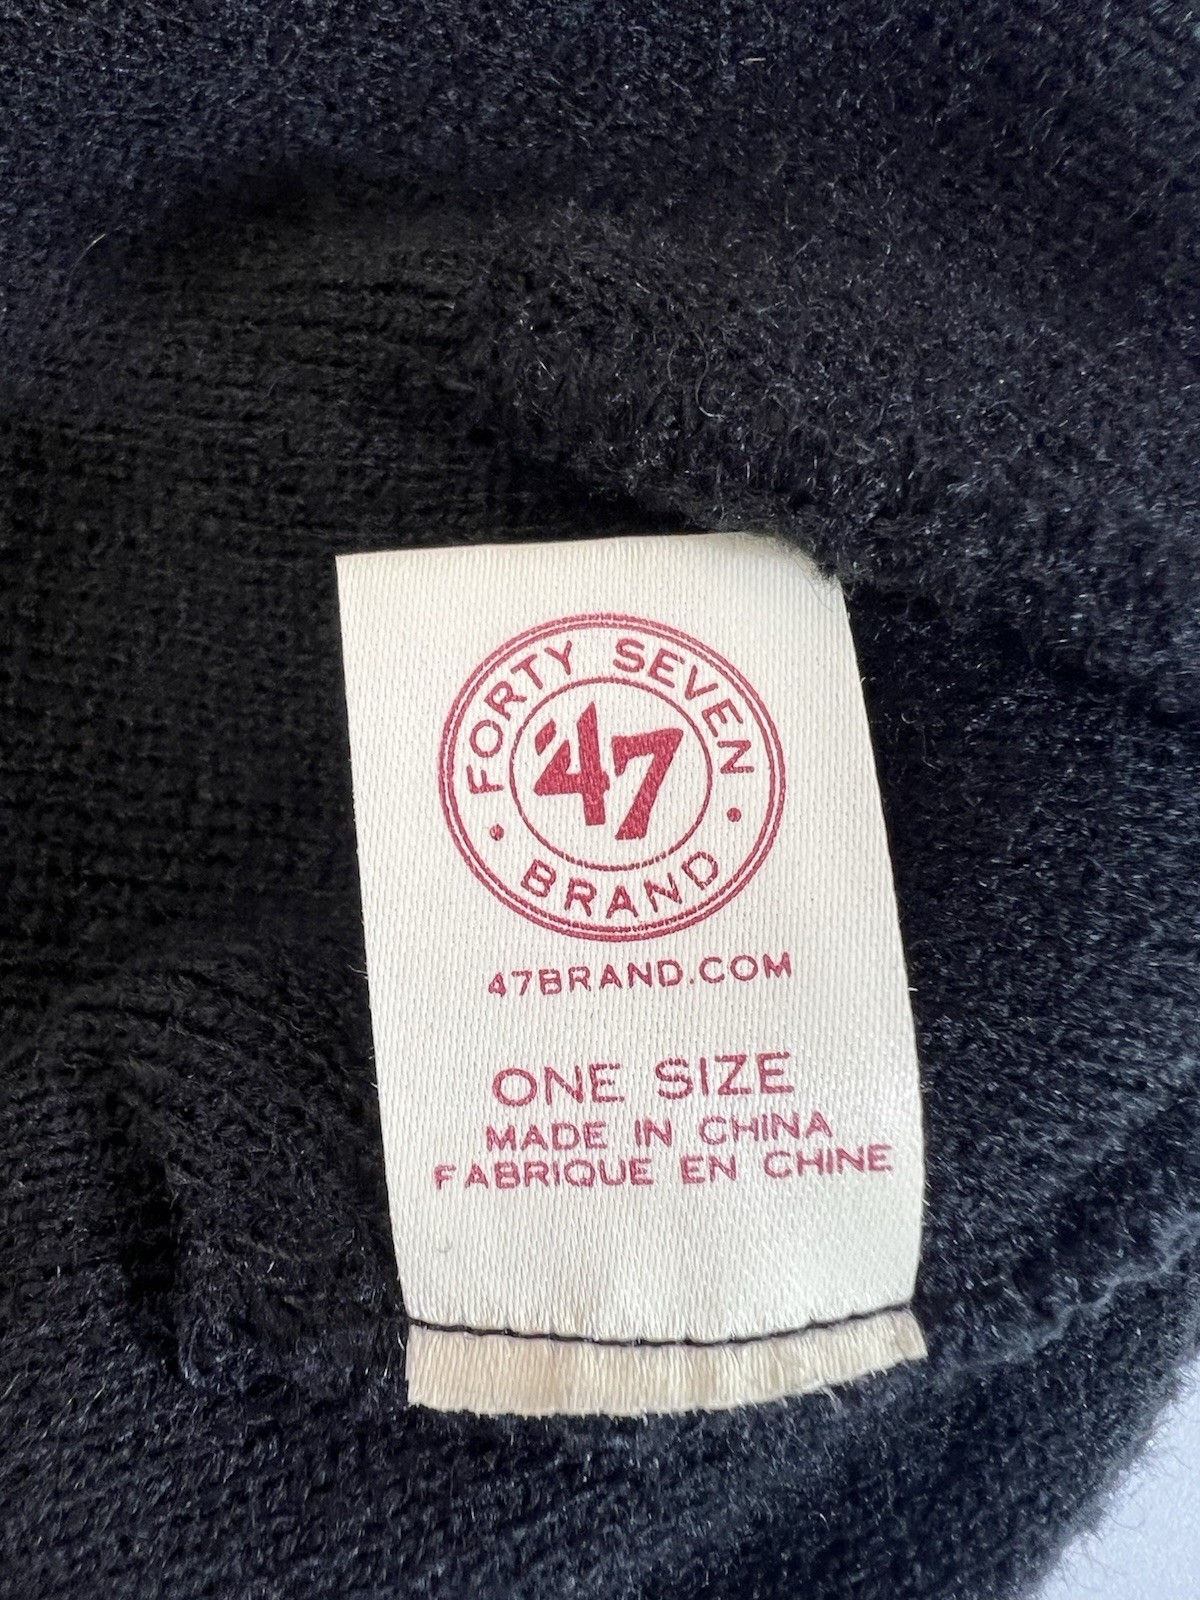 FORTY SEVEN
'47
BRAND
47BRAND.COM
ONE SIZE
MADE IN CHINA
FABRIQUE EN CHINE